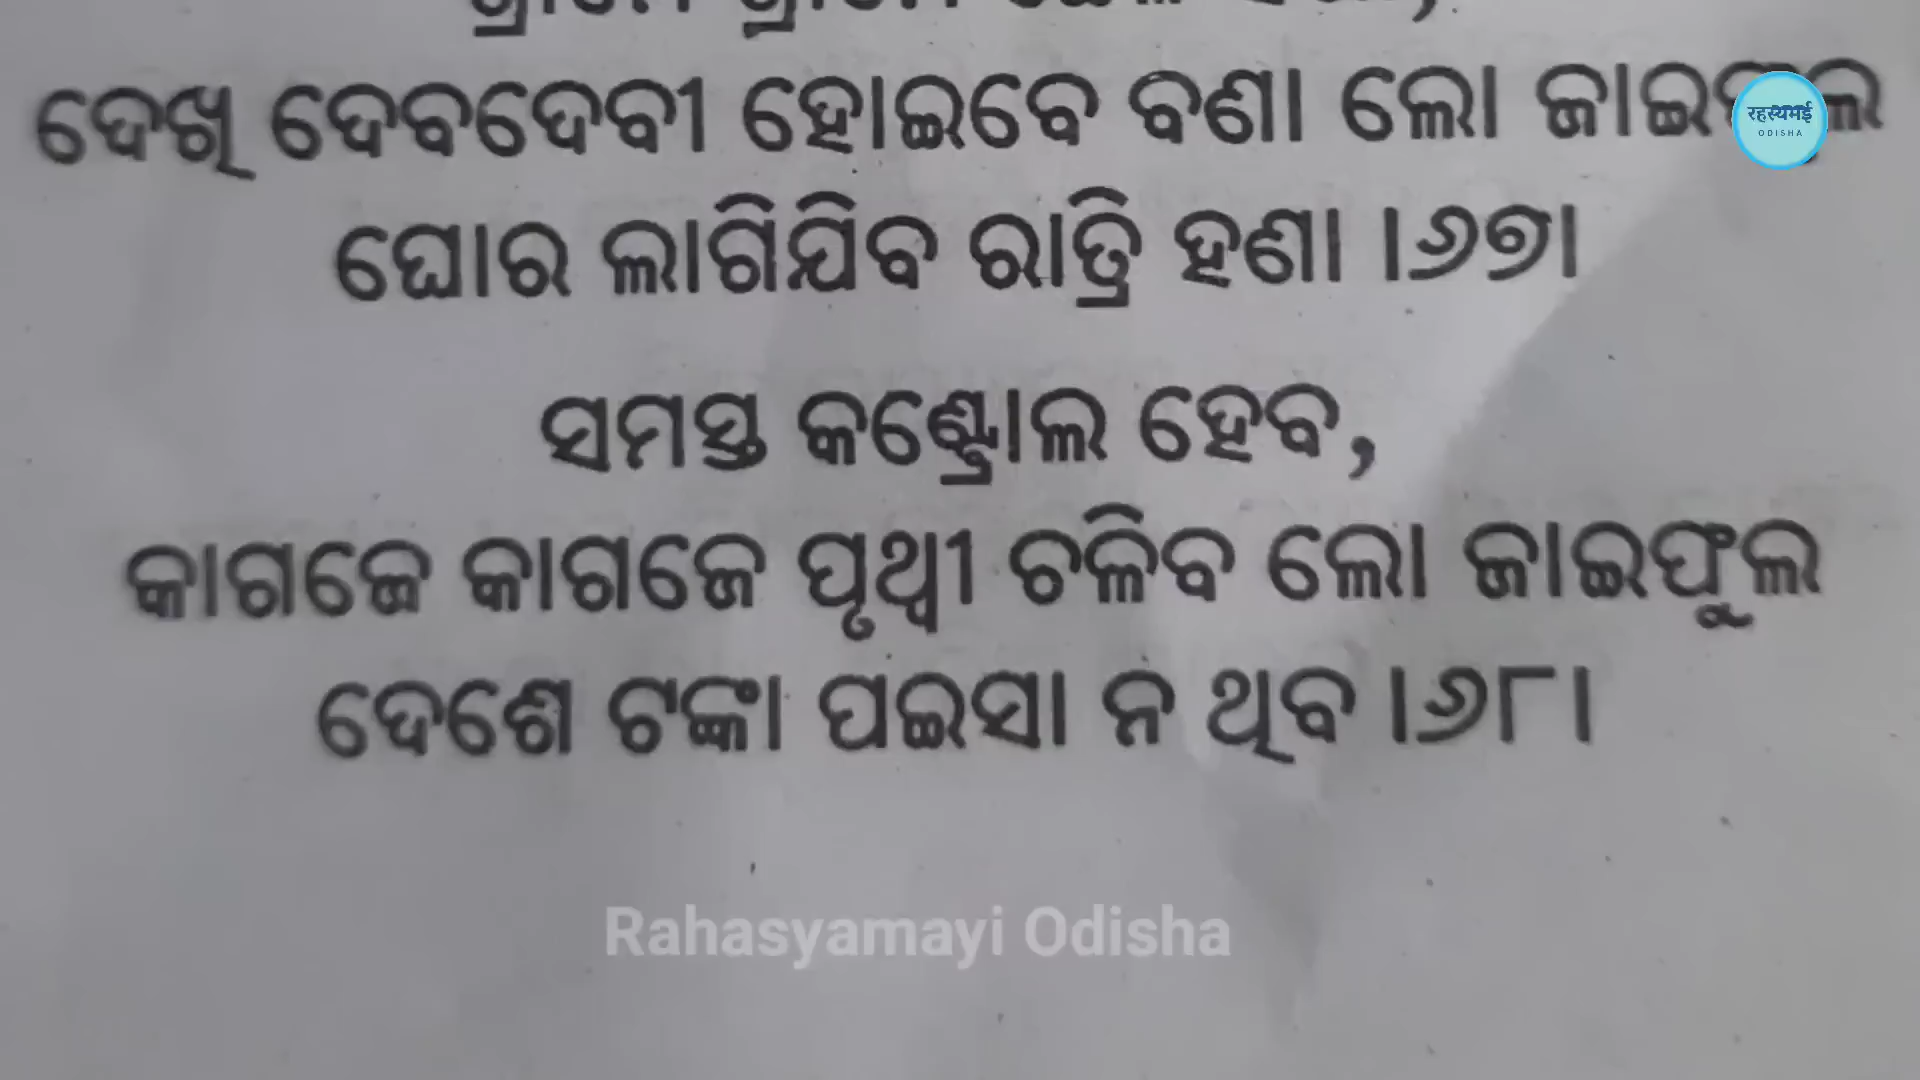 ଦେଖି ଦେବଦେବୀ ହୋଇବେ ବଣା ଲୋ ଜାଇଫୁଲ
रहस्यमई
ODISHA
ଘୋର ଲାଗିଯିବ ରାତ୍ରି ହଣା ।୬୭।
ସମସ୍ତ କଣ୍ଟ୍ରୋଲ ହେବ,
କାଗଜେ କାଗଜେ ପୃଥ୍ୱୀ ଚଳିବ ଲୋ ଜାଇଫୁଲ
ଦେଶେ ଟଙ୍କା ପଇସା ନ ଥିବ ।୬୮।
Rahasyamayi Odisha